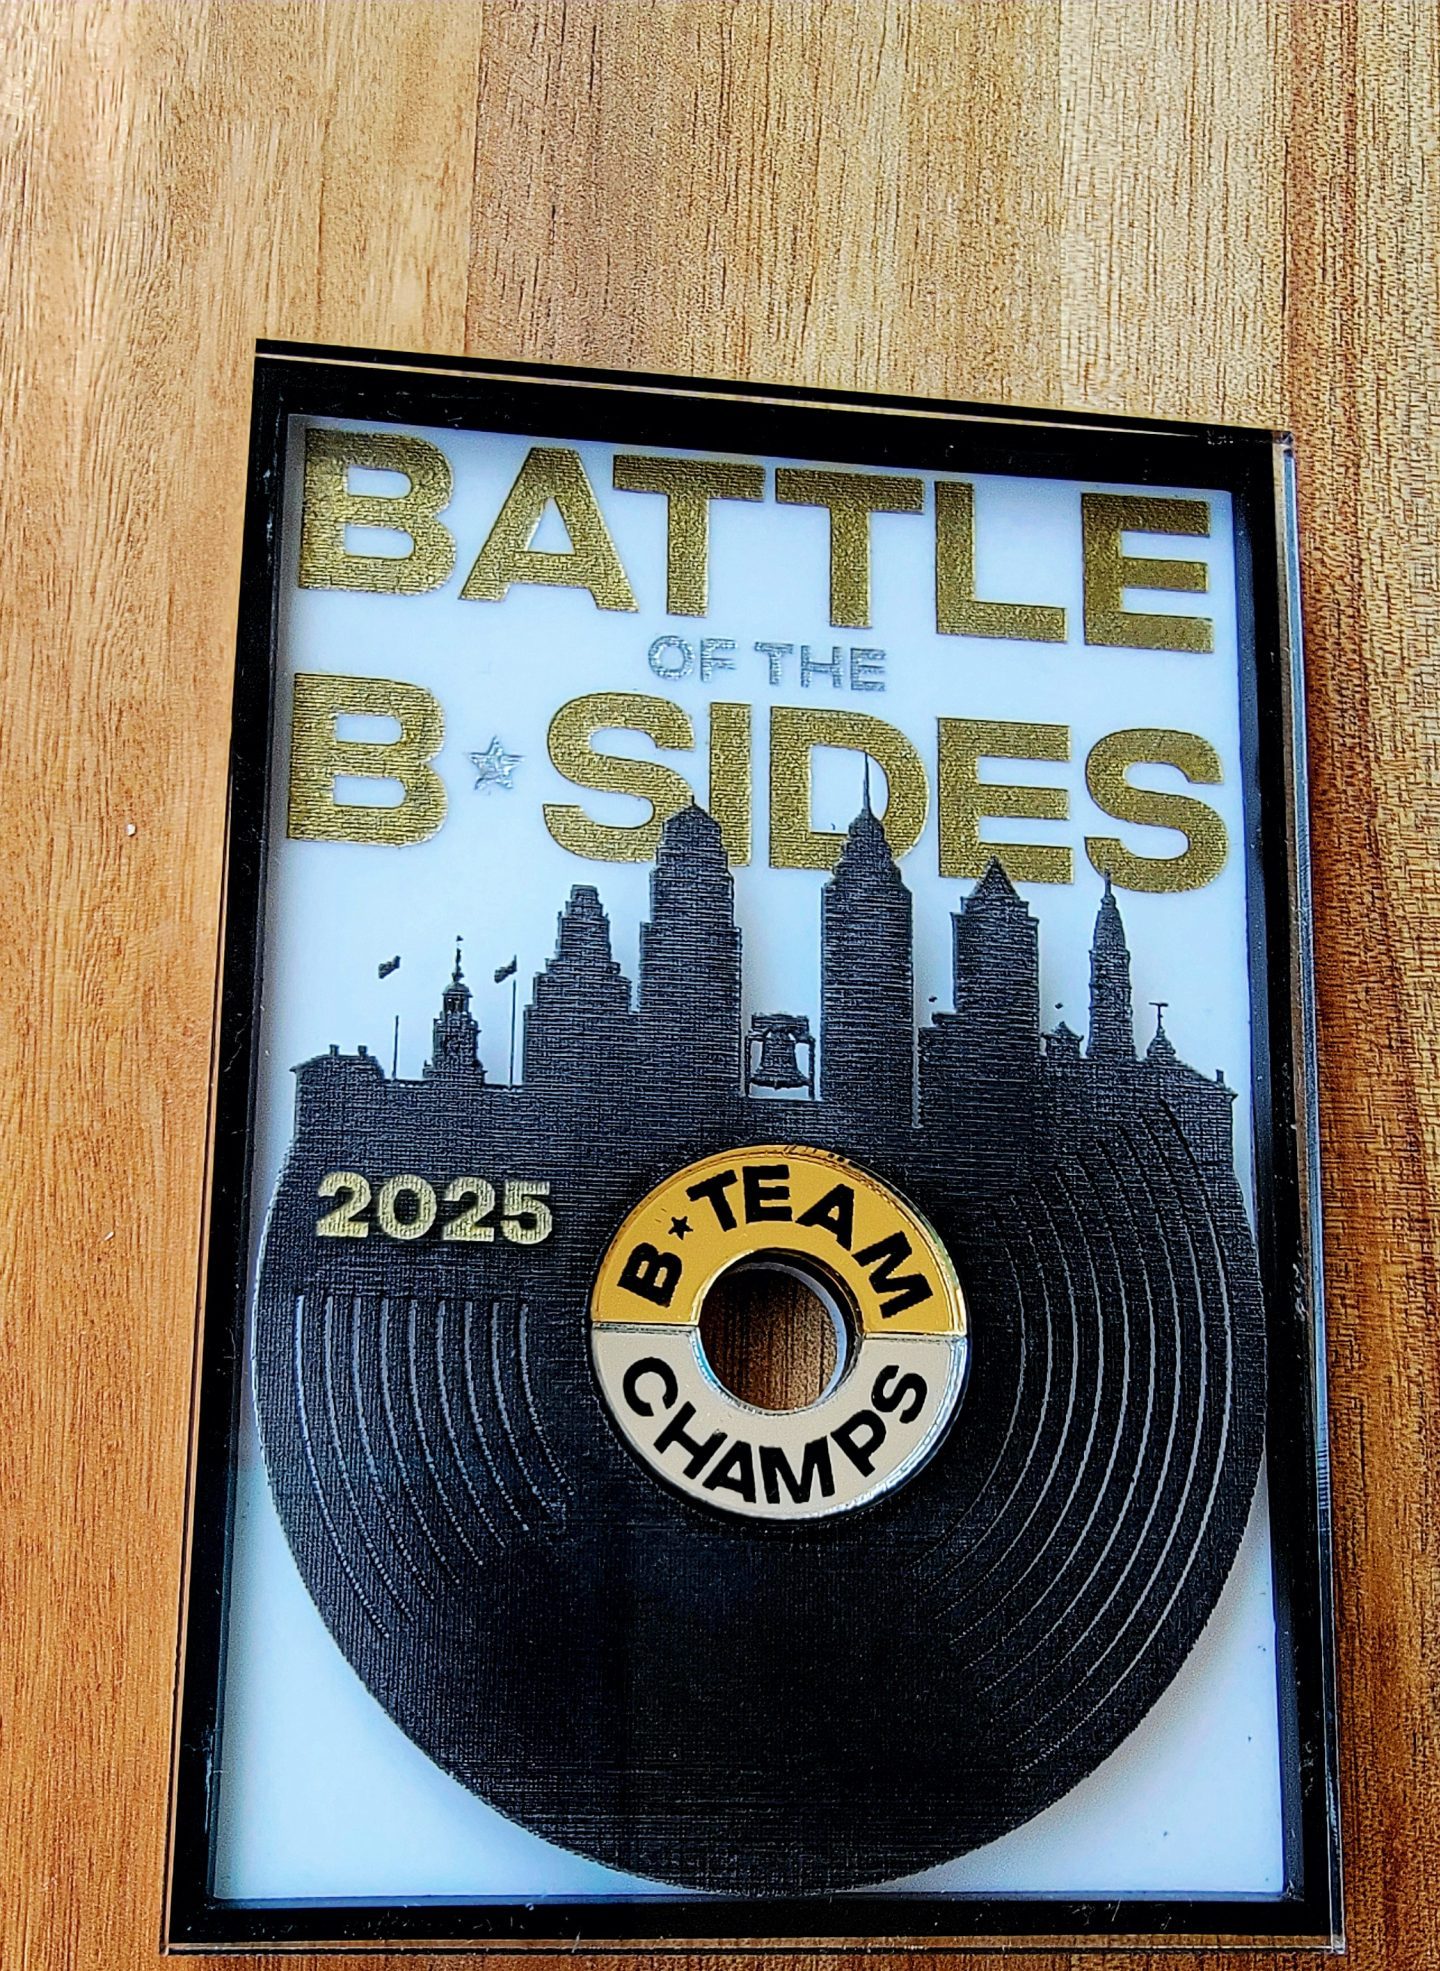 BATTLE
OF THE
B★SIDES
2025
B★TEAM
CHAMPS